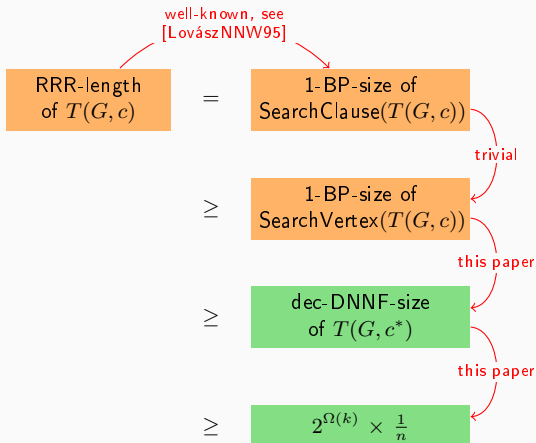 well-known, see
[LovászNNW95]
RRR-length
of T(G, c)
=
1-BP-size of
SearchClause(T(G, c))
trivial
≥
1-BP-size of
SearchVertex(T(G, c))
this paper
≥
dec-DNNF-size
of T(G, c*)
this paper
≥
2^{Ω(k)} × 1/n